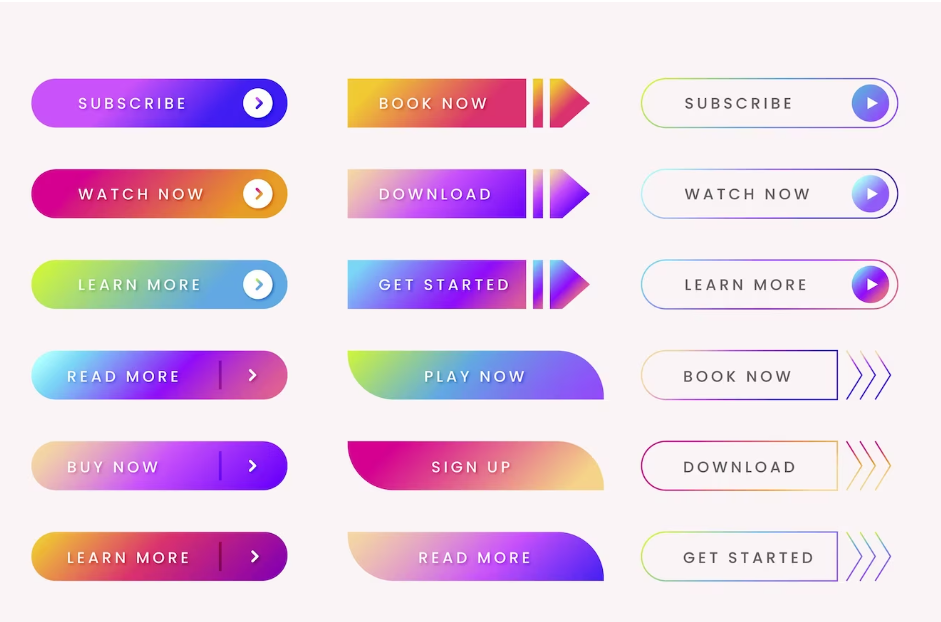 SUBSCRIBE
BOOK NOW
SUBSCRIBE
WATCH NOW
DOWNLOAD
WATCH NOW
LEARN MORE
GET STARTED
LEARN MORE
READ MORE
PLAY NOW
BOOK NOW
BUY NOW
SIGN UP
DOWNLOAD
LEARN MORE
READ MORE
GET STARTED